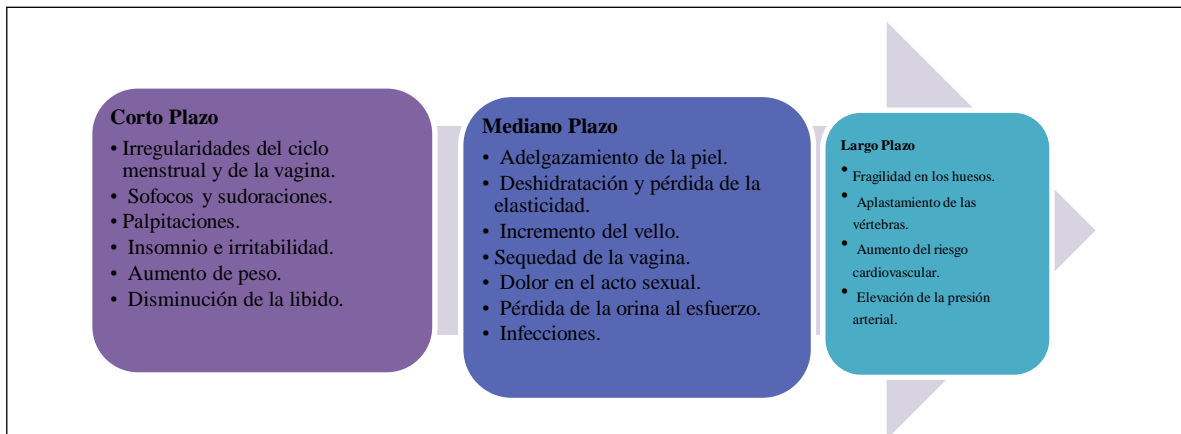 Corto Plazo
• Irregularidades del ciclo
menstrual y de la vagina.
• Sofocos y sudoraciones.
• Palpitaciones.
• Insomnio e irritabilidad.
• Aumento de peso.
• Disminución de la libido.
Mediano Plazo
• Adelgazamiento de la piel.
• Deshidratación y pérdida de la
elasticidad.
• Incremento del vello.
• Sequedad de la vagina.
• Dolor en el acto sexual.
• Pérdida de la orina al esfuerzo.
• Infecciones.
Largo Plazo
• Fragilidad en los huesos.
• Aplastamiento de las
vértebras.
• Aumento del riesgo
cardiovascular.
• Elevación de la presión
arterial.